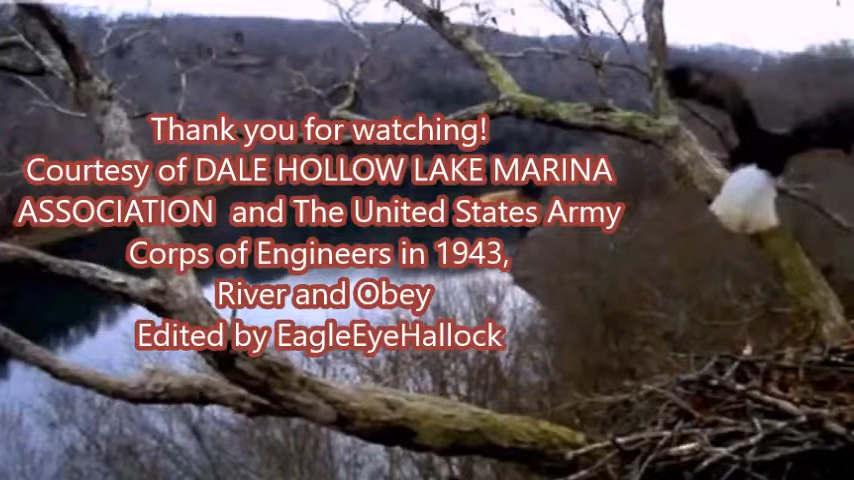 Thank you for watching!
Courtesy of DALE HOLLOW LAKE MARINA
ASSOCIATION  and The United States Army
Corps of Engineers in 1943,
River and Obey
Edited by EagleEyeHallock